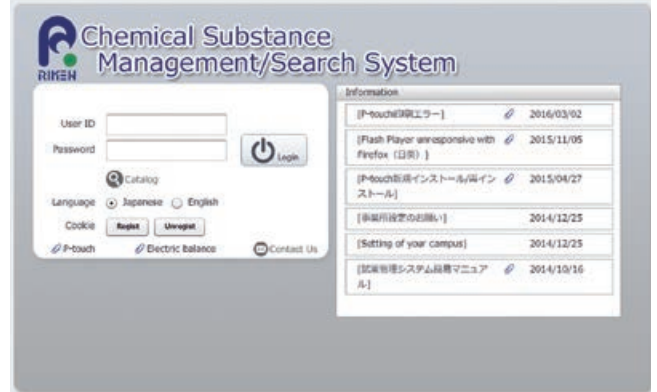 RIKEN
Chemical Substance
Management/Search System
User ID
Password
Login
Catalog
Language Japanese English
Cookie Regist Unregist
P-touch Electric balance Contact Us
Information
[P-touch印刷エラー] 2016/03/02
[Flash Player unresponsive with
Firefox（日英）] 2015/11/05
[P-touch新規インストール/再イン
ストール] 2015/04/27
[事業所設定のお願い] 2014/12/25
[Setting of your campus] 2014/12/25
[試薬管理システム
マニュア
ル] 2014/10/16